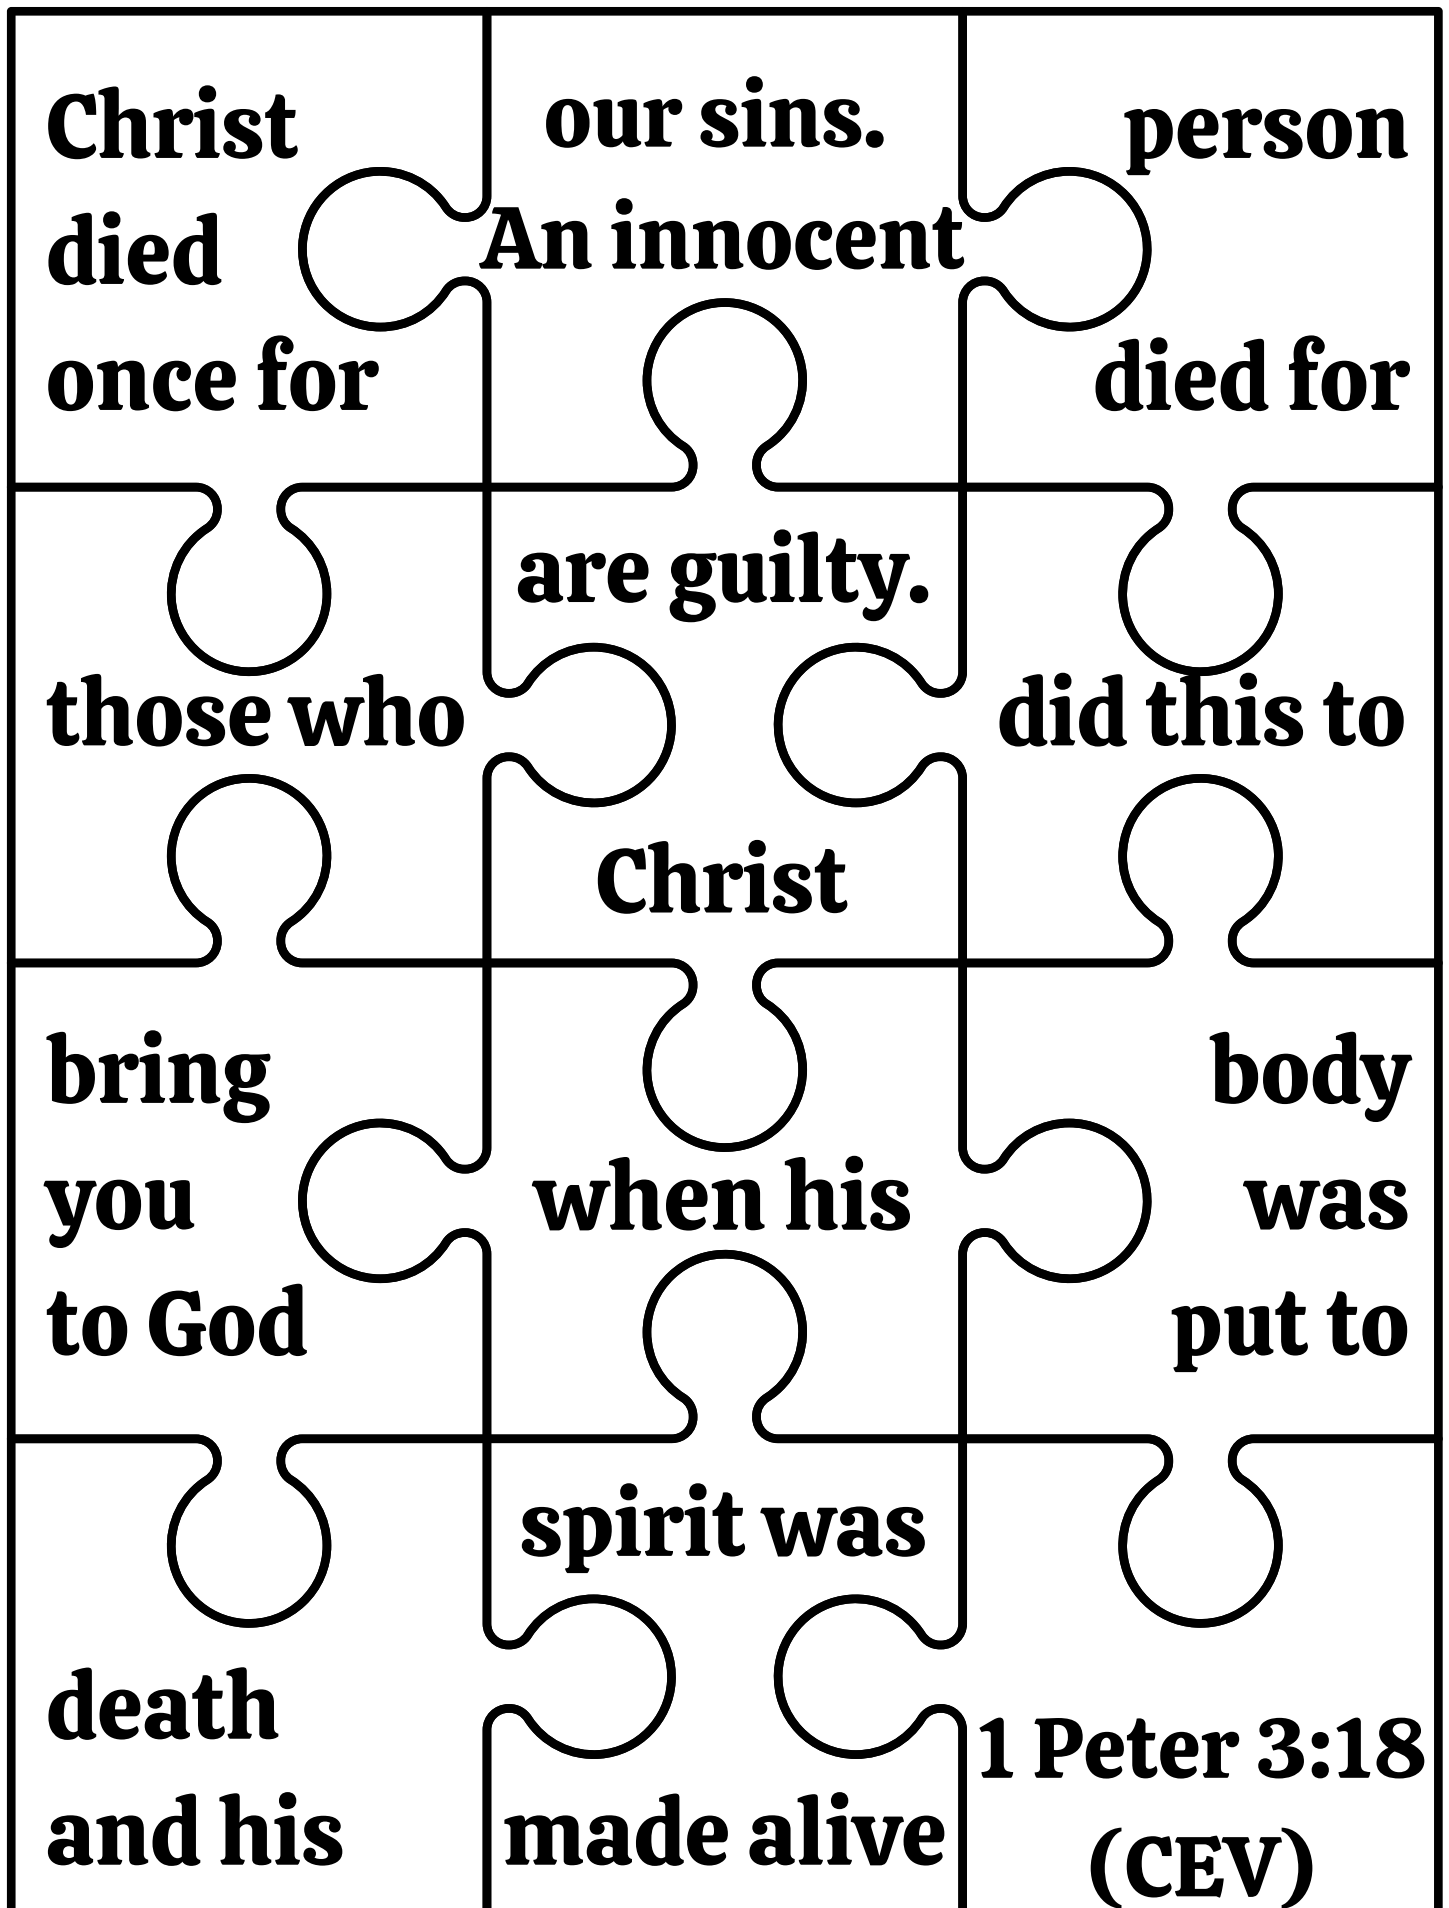 Christ
died
once for
our sins.
An innocent
person
died for
those who
are guilty.
Christ
did this to
bring
you
to God
when his
body
was
put to
death
and his
spirit was
made alive
1 Peter 3:18
(CEV)